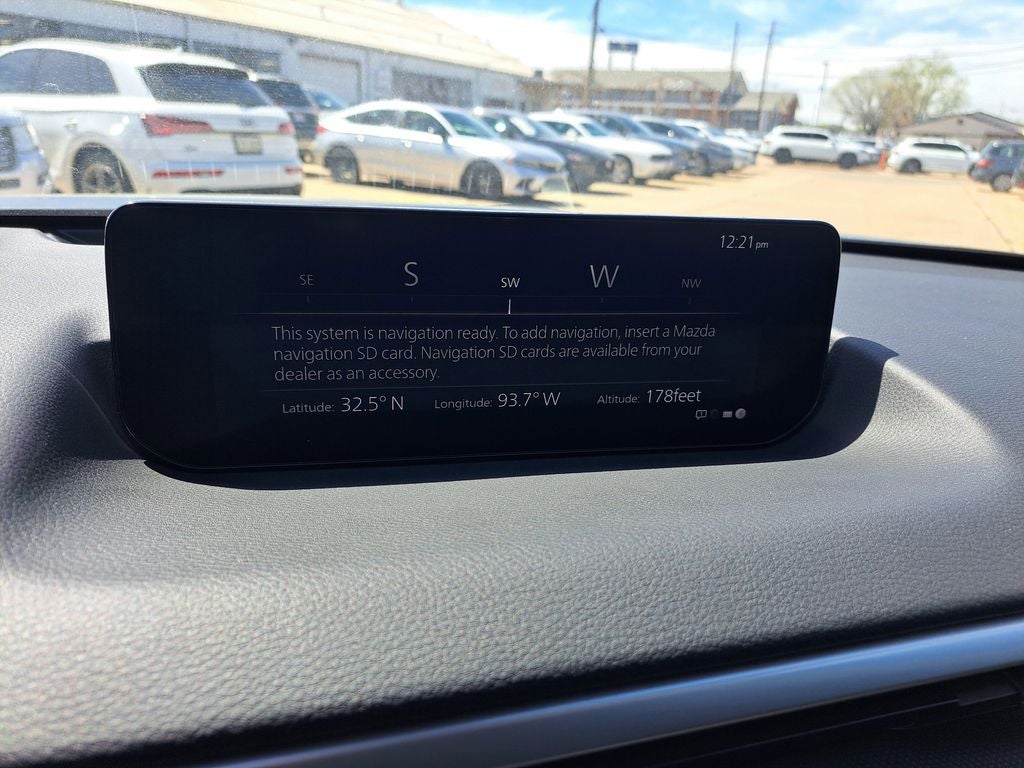 12:21pm
SE S SW W NW
This system is navigation ready. To add navigation, insert a Mazda
navigation SD card. Navigation SD cards are available from your
dealer as an accessory.
Latitude: 32.5° N Longitude: 93.7° W Altitude: 178feet